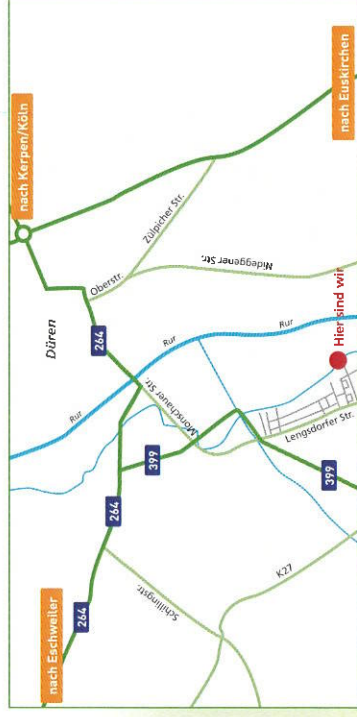 nach Kerpen/Köln
nach Euskirchen
Düren
Oberstr.
Zülpicher Str.
Nideggener Str.
264
Rur
Rur
Rur
Monschauer Str.
Hier sind wir
Lengsdorfer Str.
399
399
264
264
nach Eschweiler
Schillingstr.
K27